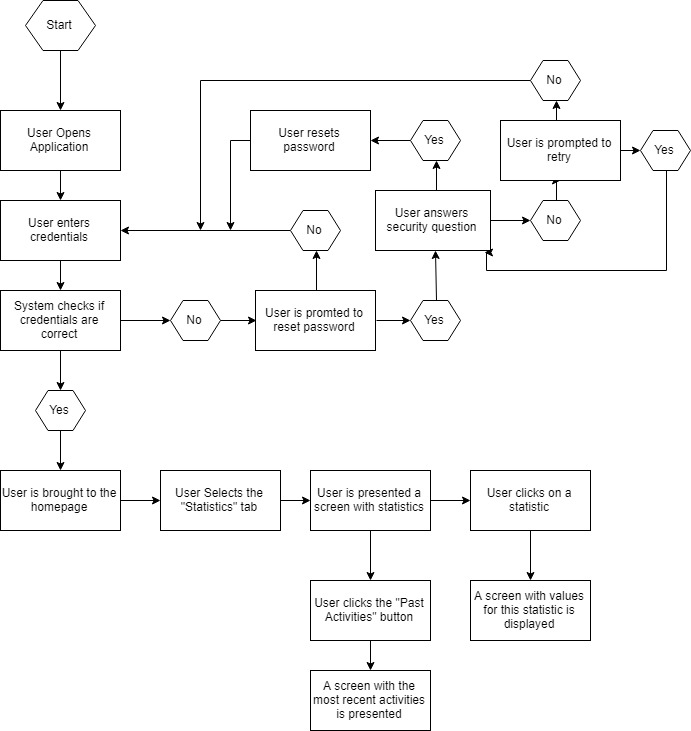 Start
No
User Opens
Application
User resets
password
Yes
User is prompted to
retry
Yes
User enters
credentials
No
User answers
security question
No
System checks if
credentials are
correct
No
User is promted to
reset password
Yes
Yes
User is brought to the
homepage
User Selects the
"Statistics" tab
User is presented a
screen with statistics
User clicks on a
statistic
User clicks the "Past
Activities" button
A screen with values
for this statistic is
displayed
A screen with the
most recent activities
is presented